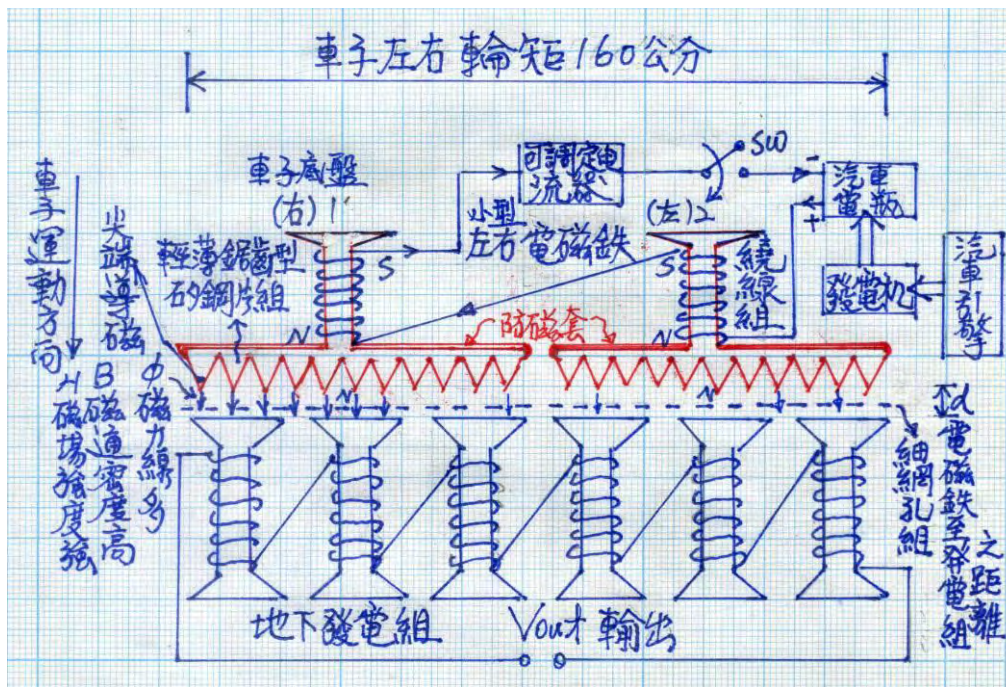 車子左右輪矩160公分
車子底盤
(右)1
可調定电
流器
SW
-
+
汽車
電瓶
發電机
汽車引擎
小型
左右電磁鉄
(左)2
S
S
N
N
繞線組
輕薄鋸齒型
矽鋼片組
防磁套
車子運動方向
尖端導磁
Φ磁力線多
B磁通密度高
H磁場強度強
N
N
細網孔組
d電磁鉄至発電組
之距離
地下發電組
Vout 輸出